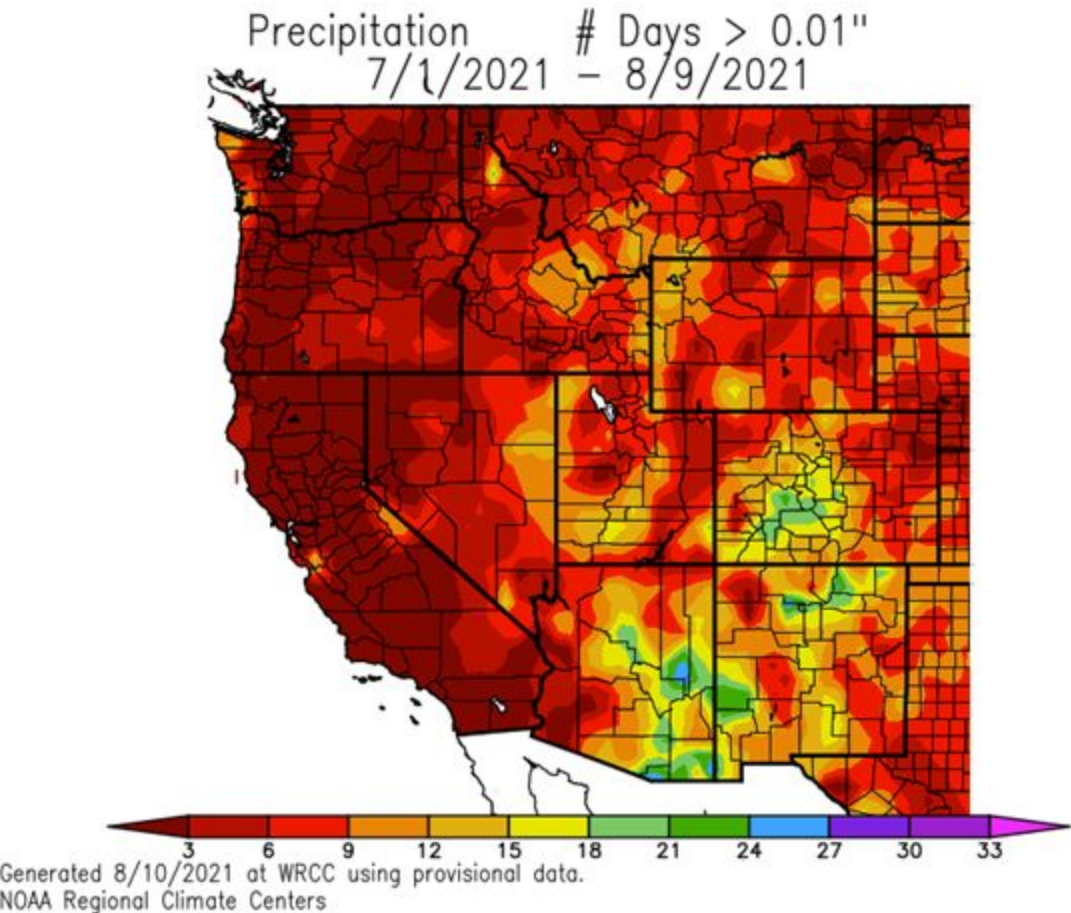 Precipitation # Days > 0.01"
7/1/2021 - 8/9/2021
3 6 9 12 15 18 21 24 27 30 33
Generated 8/10/2021 at WRCC using provisional data.
NOAA Regional Climate Centers